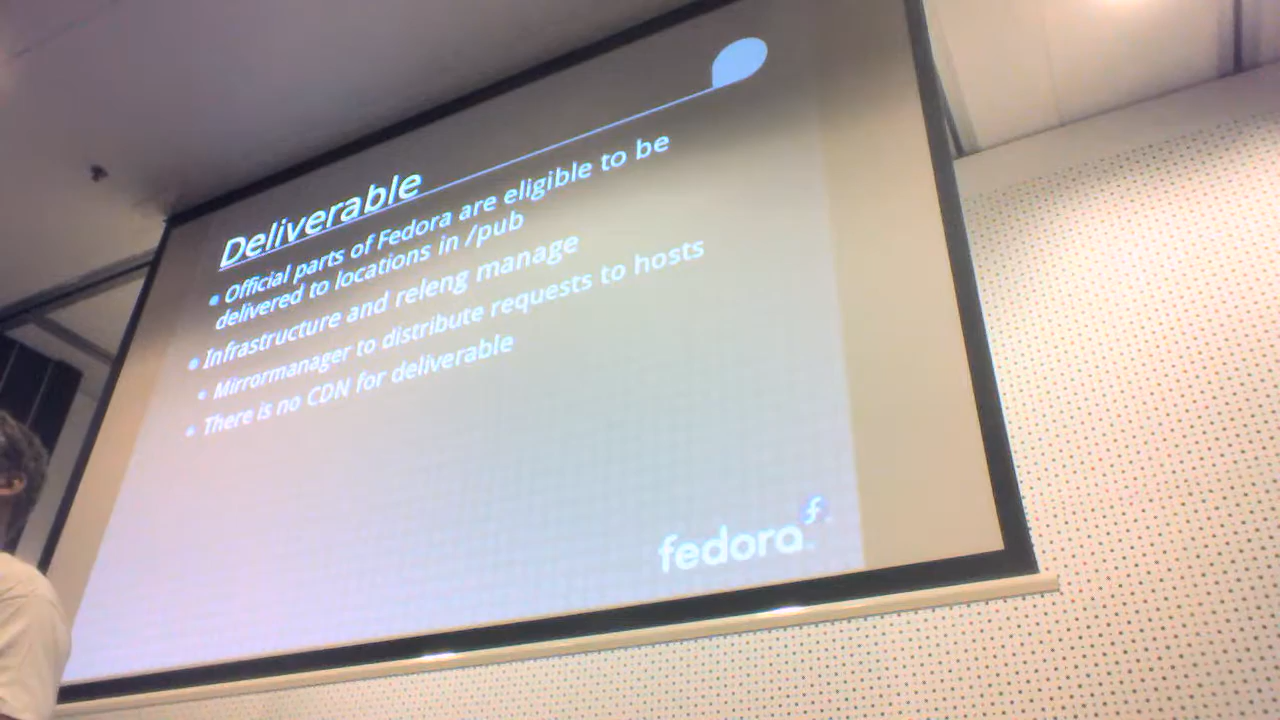 Deliverable
Official parts of Fedora are eligible to be
delivered to locations in /pub
Infrastructure and releng manage
Mirrormanager to distribute requests to hosts
There is no CDN for deliverable
fedora